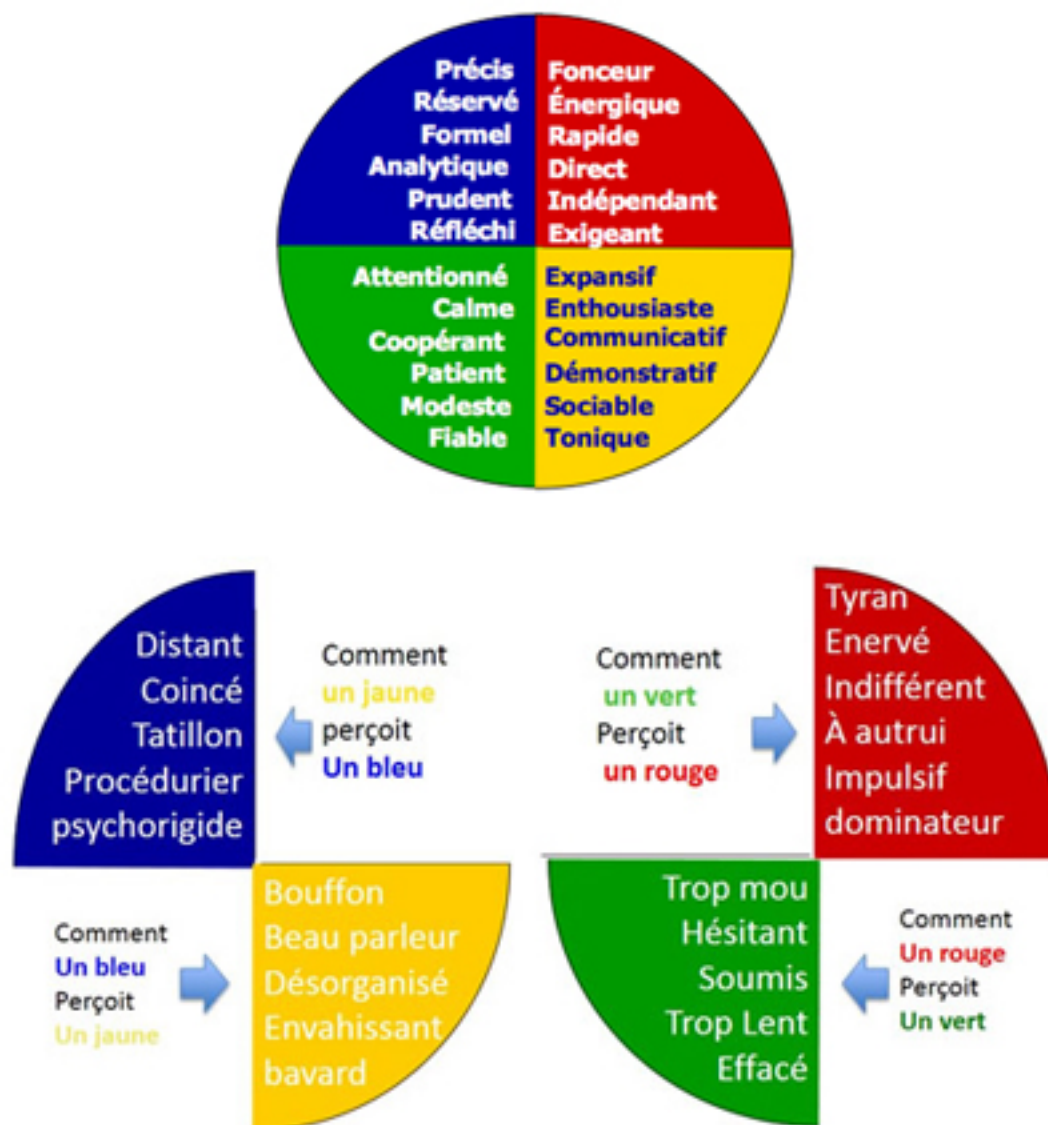 Précis
Réservé
Formel
Analytique
Prudent
Réfléchi
Fonceur
Énergique
Rapide
Direct
Indépendant
Exigeant
Attentionné
Calme
Coopérant
Patient
Modeste
Fiable
Expansif
Enthousiaste
Communicatif
Démonstratif
Sociable
Tonique
Distant
Coincé
Tatillon
Procédurier
psychorigide
Comment
un jaune
perçoit
Un bleu
Comment
un vert
Perçoit
un rouge
Tyran
Enervé
Indifférent
À autrui
Impulsif
dominateur
Comment
Un bleu
Perçoit
Un jaune
Bouffon
Beau parleur
Désorganisé
Envahissant
bavard
Trop mou
Hésitant
Soumis
Trop Lent
Effacé
Comment
Un rouge
Perçoit
Un vert